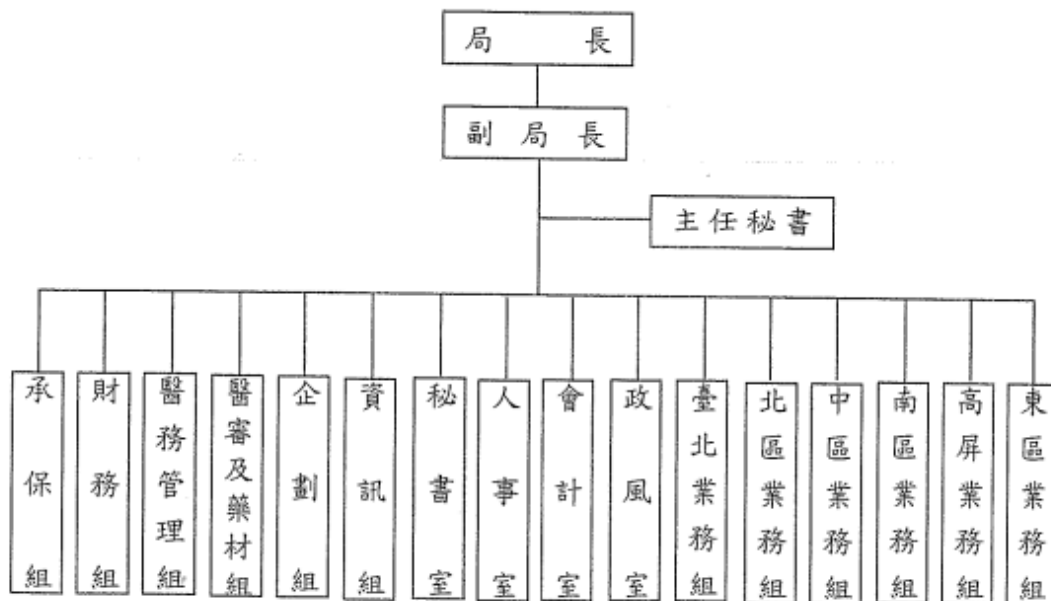 局長
副局長
主任秘書
承保組
財務組
醫務管理組
醫審及藥材組
企劃組
資訊組
秘書室
人事室
會計室
政風室
臺北業務組
北區業務組
中區業務組
南區業務組
高屏業務組
東區業務組